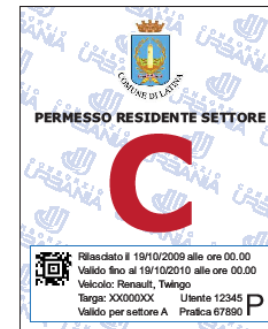 COMUNE DI LATINA
PERMESSO RESIDENTE SETTORE
C
Rilasciato il 19/10/2009 alle ore 00.00
Valido fino al 19/10/2010 alle ore 00.00
Veicolo: Renault, Twingo
Targa: XX000XX Utente 12345
Valido per settore A Pratica 67890 P